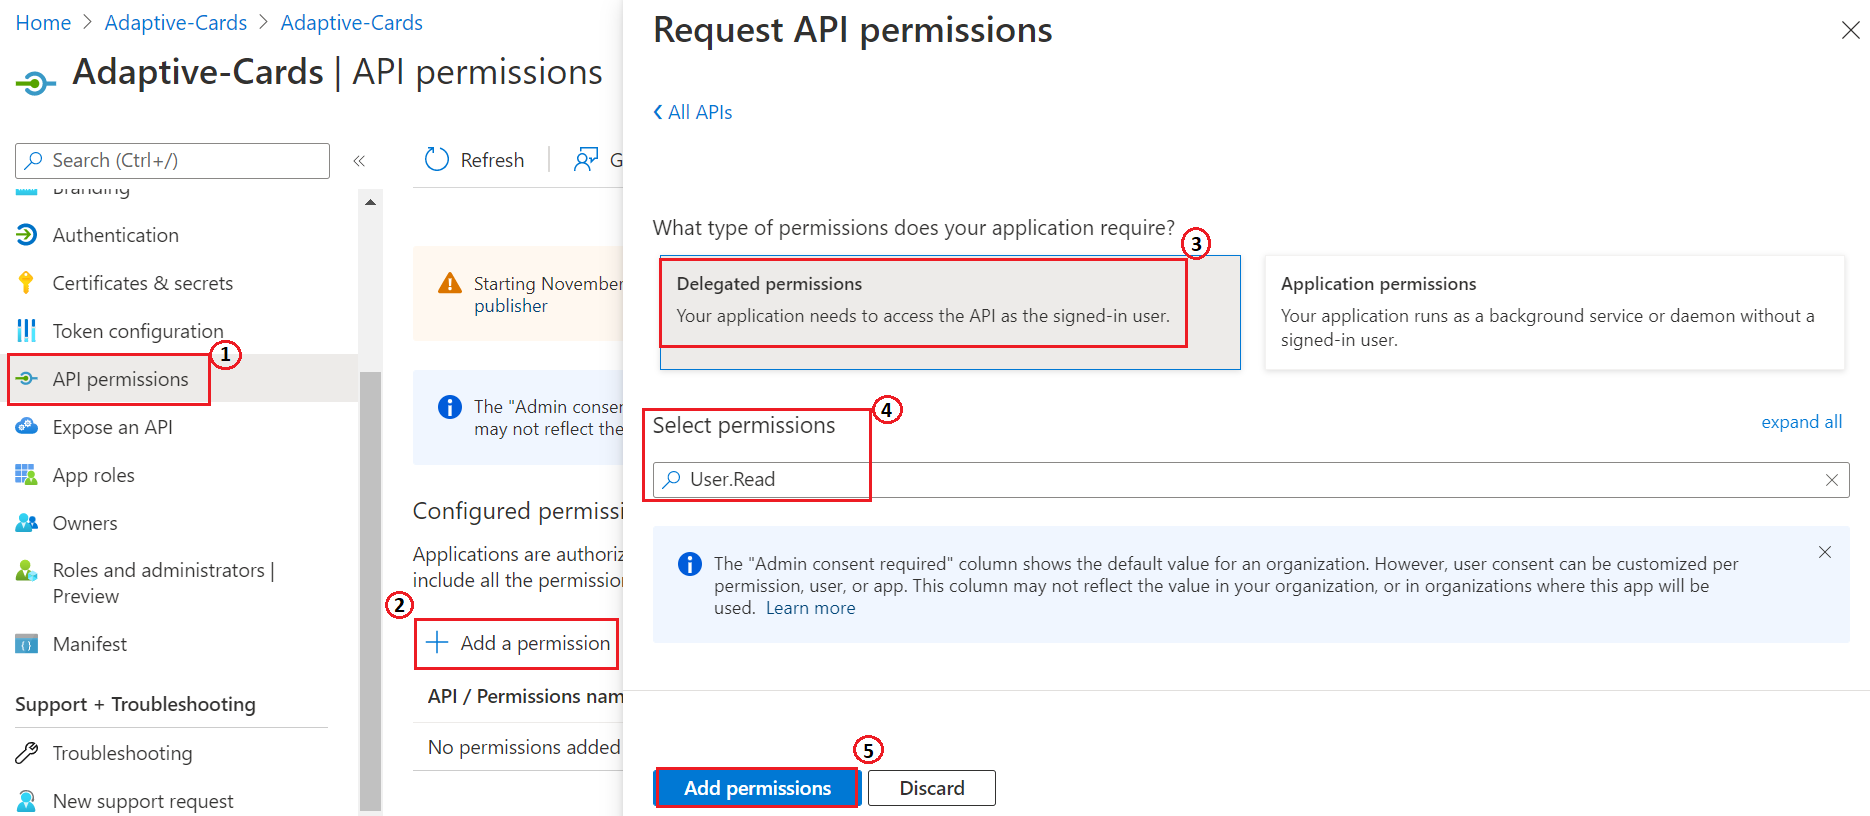 Home > Adaptive-Cards > Adaptive-Cards
Adaptive-Cards | API permissions
Search (Ctrl+/)
«
Branding
Authentication
Certificates & secrets
Token configuration
1
API permissions
Expose an API
App roles
Owners
Roles and administrators |
Preview
Manifest
Support + Troubleshooting
Troubleshooting
New support request
Refresh
G
Starting November
publisher
The "Admin consen
may not reflect the
Configured permissi
Applications are authoriz
include all the permission
2
Add a permission
API / Permissions nam
No permissions added
Request API permissions
All APIs
What type of permissions does your application require?
3
Delegated permissions
Your application needs to access the API as the signed-in user.
Application permissions
Your application runs as a background service or daemon without a
signed-in user.
4
Select permissions
expand all
User.Read
The "Admin consent required" column shows the default value for an organization. However, user consent can be customized per
permission, user, or app. This column may not reflect the value in your organization, or in organizations where this app will be
used. Learn more
5
Add permissions
Discard